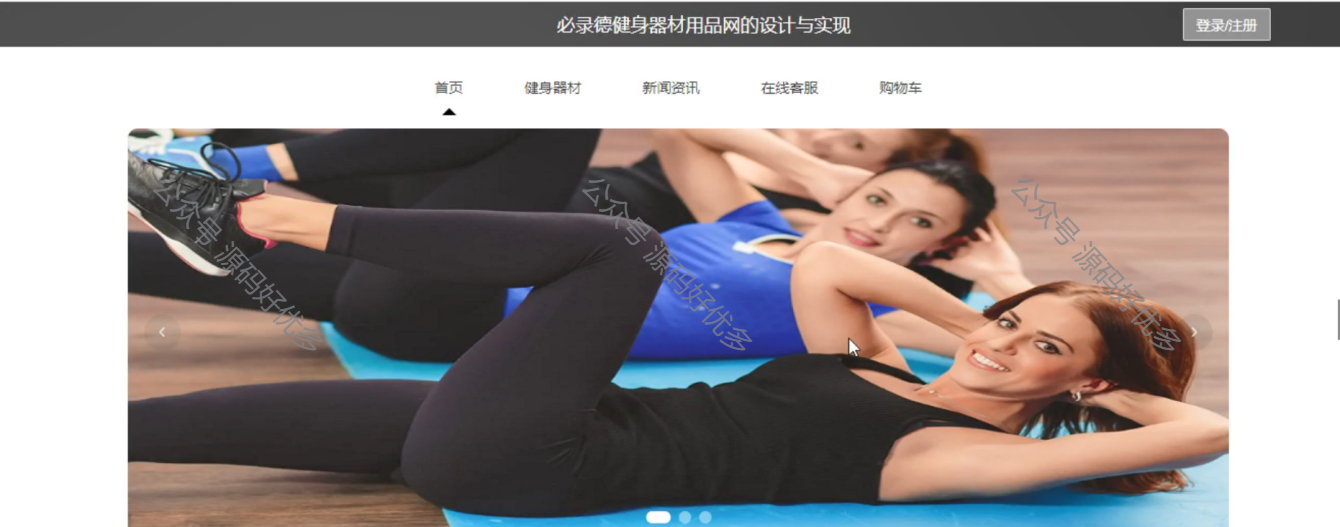 必录德健身器材用品网的设计与实现
登录/注册
首页
健身器材
新闻资讯
在线客服
购物车
公众号 源码好优多
公众号 源码好优多
公众号 源码好优多